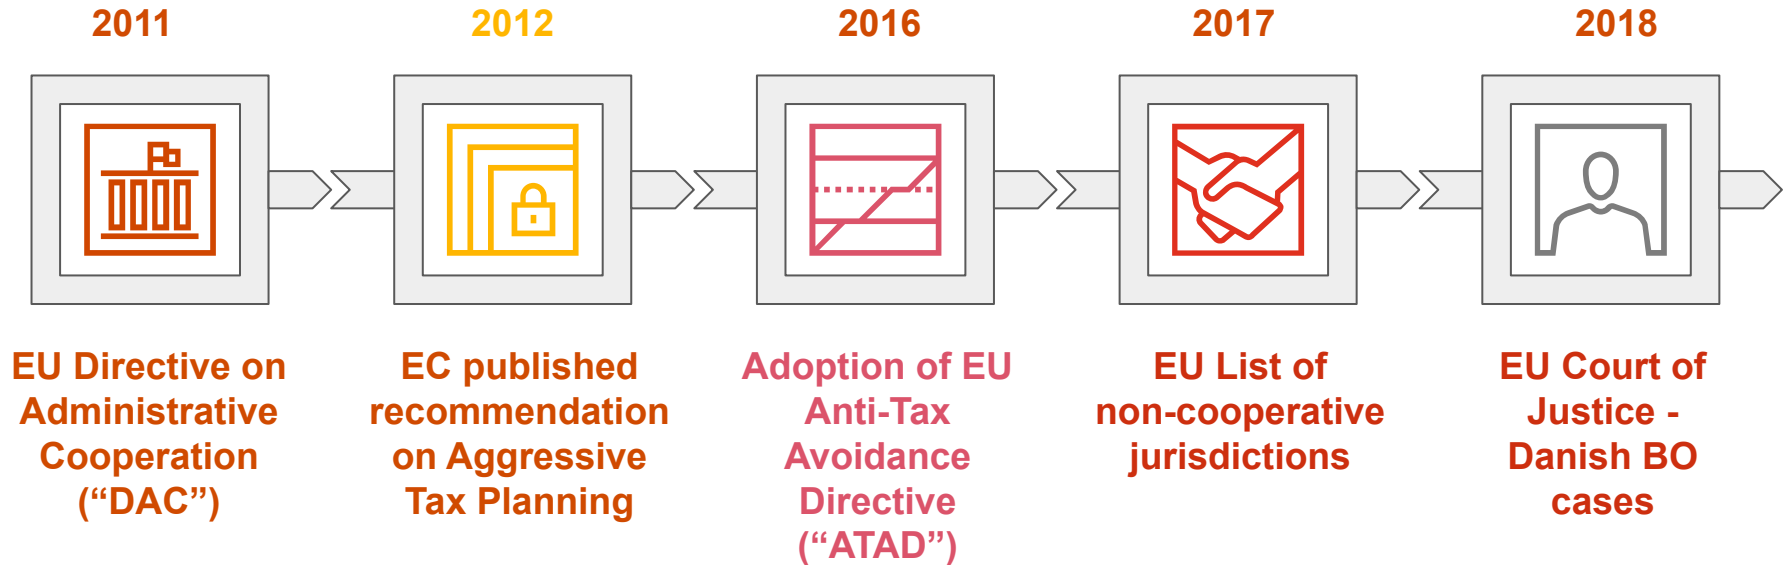 2011
EU Directive on
Administrative
Cooperation
(“DAC”)
2012
EC published
recommendation
on Aggressive
Tax Planning
2016
Adoption of EU
Anti-Tax
Avoidance
Directive
(“ATAD”)
2017
EU List of
non-cooperative
jurisdictions
2018
EU Court of
Justice -
Danish BO
cases